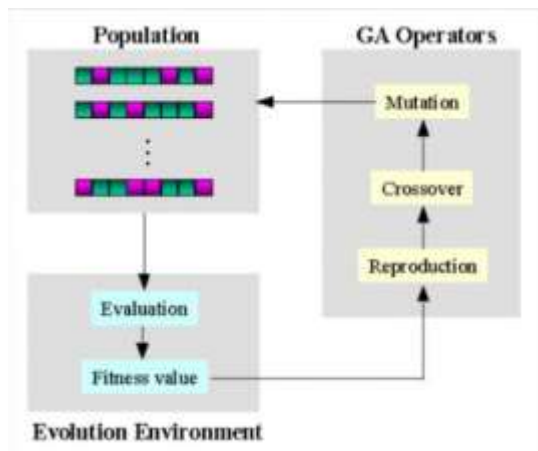 Population
GA Operators
Mutation
Crossover
Reproduction
Evaluation
Fitness value
Evolution Environment